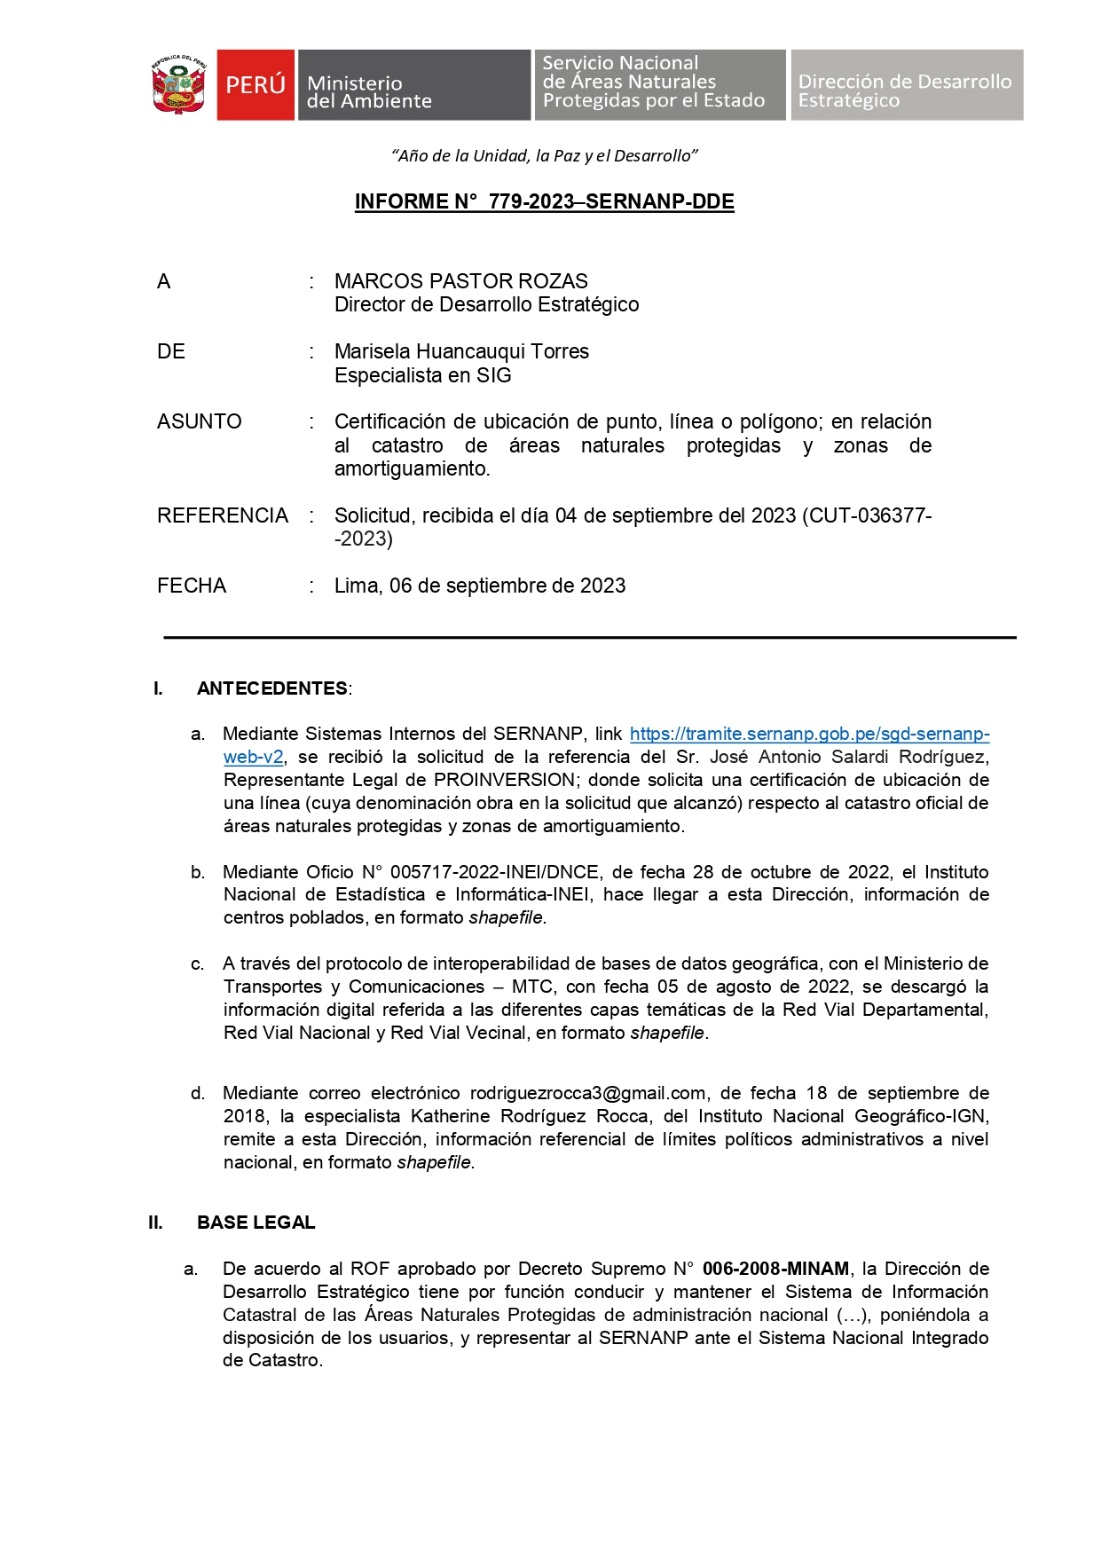 REPÚBLICA DEL PERÚ
PERÚ
Ministerio
del Ambiente
Servicio Nacional
de Áreas Naturales
Protegidas por el Estado
Dirección de Desarrollo
Estratégico
“Año de la Unidad, la Paz y el Desarrollo”
INFORME N° 779-2023–SERNANP-DDE
A : MARCOS PASTOR ROZAS
Director de Desarrollo Estratégico
DE : Marisela Huancauqui Torres
Especialista en SIG
ASUNTO : Certificación de ubicación de punto, línea o polígono; en relación
al catastro de áreas naturales protegidas y zonas de
amortiguamiento.
REFERENCIA : Solicitud, recibida el día 04 de septiembre del 2023 (CUT-036377-
-2023)
FECHA : Lima, 06 de septiembre de 2023
I. ANTECEDENTES:
a. Mediante Sistemas Internos del SERNANP, link https://tramite.sernanp.gob.pe/sgd-sernanp-
web-v2, se recibió la solicitud de la referencia del Sr. José Antonio Salardi Rodríguez,
Representante Legal de PROINVERSION; donde solicita una certificación de ubicación de
una línea (cuya denominación obra en la solicitud que alcanzó) respecto al catastro oficial de
áreas naturales protegidas y zonas de amortiguamiento.
b. Mediante Oficio N° 005717-2022-INEI/DNCE, de fecha 28 de octubre de 2022, el Instituto
Nacional de Estadística e Informática-INEI, hace llegar a esta Dirección, información de
centros poblados, en formato shapefile.
c. A través del protocolo de interoperabilidad de bases de datos geográfica, con el Ministerio de
Transportes y Comunicaciones – MTC, con fecha 05 de agosto de 2022, se descargó la
información digital referida a las diferentes capas temáticas de la Red Vial Departamental,
Red Vial Nacional y Red Vial Vecinal, en formato shapefile.
d. Mediante correo electrónico rodriguezrocca3@gmail.com, de fecha 18 de septiembre de
2018, la especialista Katherine Rodríguez Rocca, del Instituto Nacional Geográfico-IGN,
remite a esta Dirección, información referencial de límites políticos administrativos a nivel
nacional, en formato shapefile.
II. BASE LEGAL
a. De acuerdo al ROF aprobado por Decreto Supremo N° 006-2008-MINAM, la Dirección de
Desarrollo Estratégico tiene por función conducir y mantener el Sistema de Información
Catastral de las Áreas Naturales Protegidas de administración nacional (…), poniéndola a
disposición de los usuarios, y representar al SERNANP ante el Sistema Nacional Integrado
de Catastro.